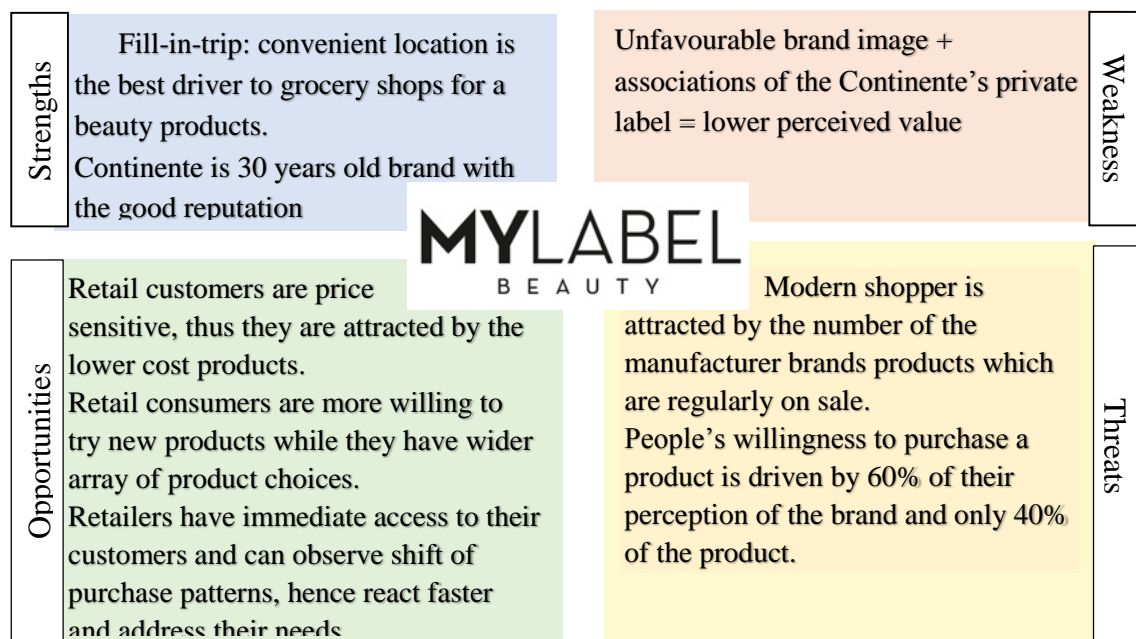 Strengths
Fill-in-trip: convenient location is
the best driver to grocery shops for a
beauty products.
Continente is 30 years old brand with
the good reputation
Unfavourable brand image +
associations of the Continente’s private
label = lower perceived value
Weakness
MYLABEL
BEAUTY
Opportunities
Retail customers are price
sensitive, thus they are attracted by the
lower cost products.
Retail consumers are more willing to
try new products while they have wider
array of product choices.
Retailers have immediate access to their
customers and can observe shift of
purchase patterns, hence react faster
and address their needs
Modern shopper is
attracted by the number of the
manufacturer brands products which
are regularly on sale.
People’s willingness to purchase a
product is driven by 60% of their
perception of the brand and only 40%
of the product.
Threats